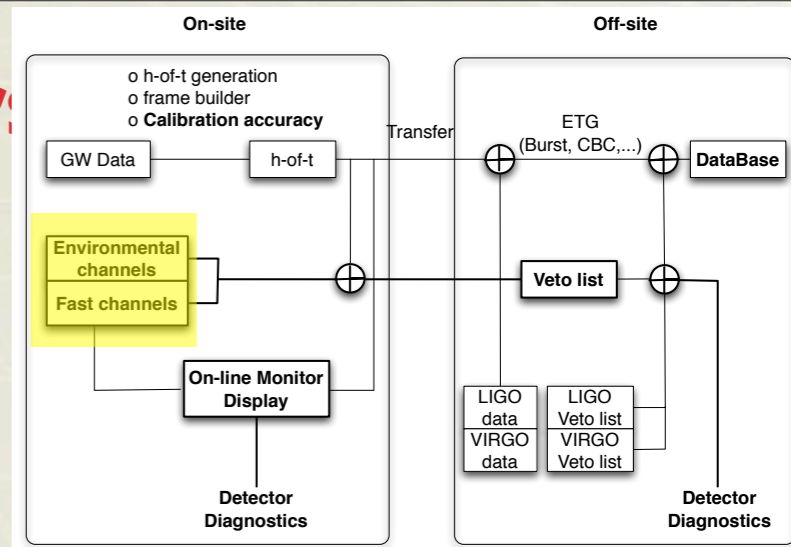 On-site
Off-site
o h-of-t generation
o frame builder
o Calibration accuracy
GW Data
h-of-t
Transfer
ETG
(Burst, CBC,...)
DataBase
Environmental
channels
Fast channels
Veto list
On-line Monitor
Display
LIGO
data
VIRGO
data
LIGO
Veto list
VIRGO
Veto list
Detector
Diagnostics
Detector
Diagnostics